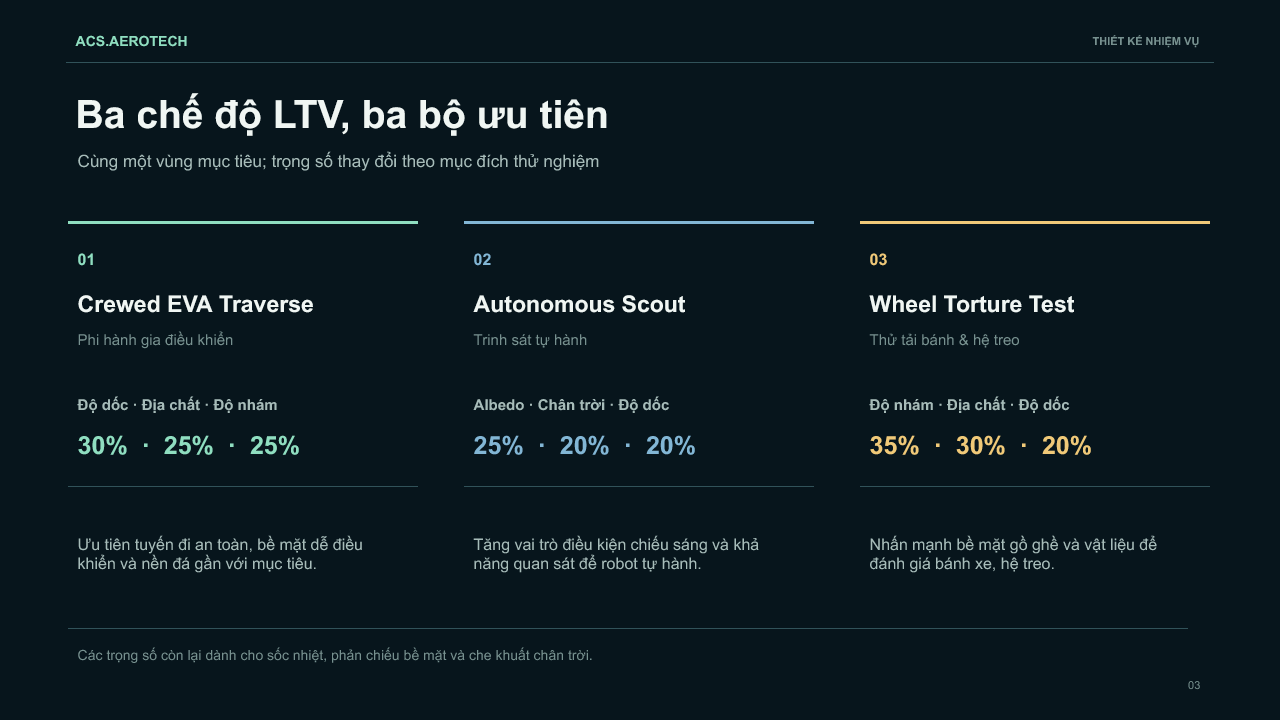 ACS.AEROTECH
THIẾT KẾ NHIỆM VỤ
Ba chế độ LTV, ba bộ ưu tiên
Cùng một vùng mục tiêu; trọng số thay đổi theo mục đích thử nghiệm
01
Crewed EVA Traverse
Phi hành gia điều khiển
Độ dốc · Địa chất · Độ nhám
30% · 25% · 25%
Ưu tiên tuyến đi an toàn, bề mặt dễ điều
khiển và nền đá gần với mục tiêu.
02
Autonomous Scout
Trinh sát tự hành
Albedo · Chân trời · Độ dốc
25% · 20% · 20%
Tăng vai trò điều kiện chiếu sáng và khả
năng quan sát để robot tự hành.
03
Wheel Torture Test
Thử tải bánh & hệ treo
Độ nhám · Địa chất · Độ dốc
35% · 30% · 20%
Nhấn mạnh bề mặt gồ ghề và vật liệu để
đánh giá bánh xe, hệ treo.
Các trọng số còn lại dành cho sốc nhiệt, phản chiếu bề mặt và che khuất chân trời.
03